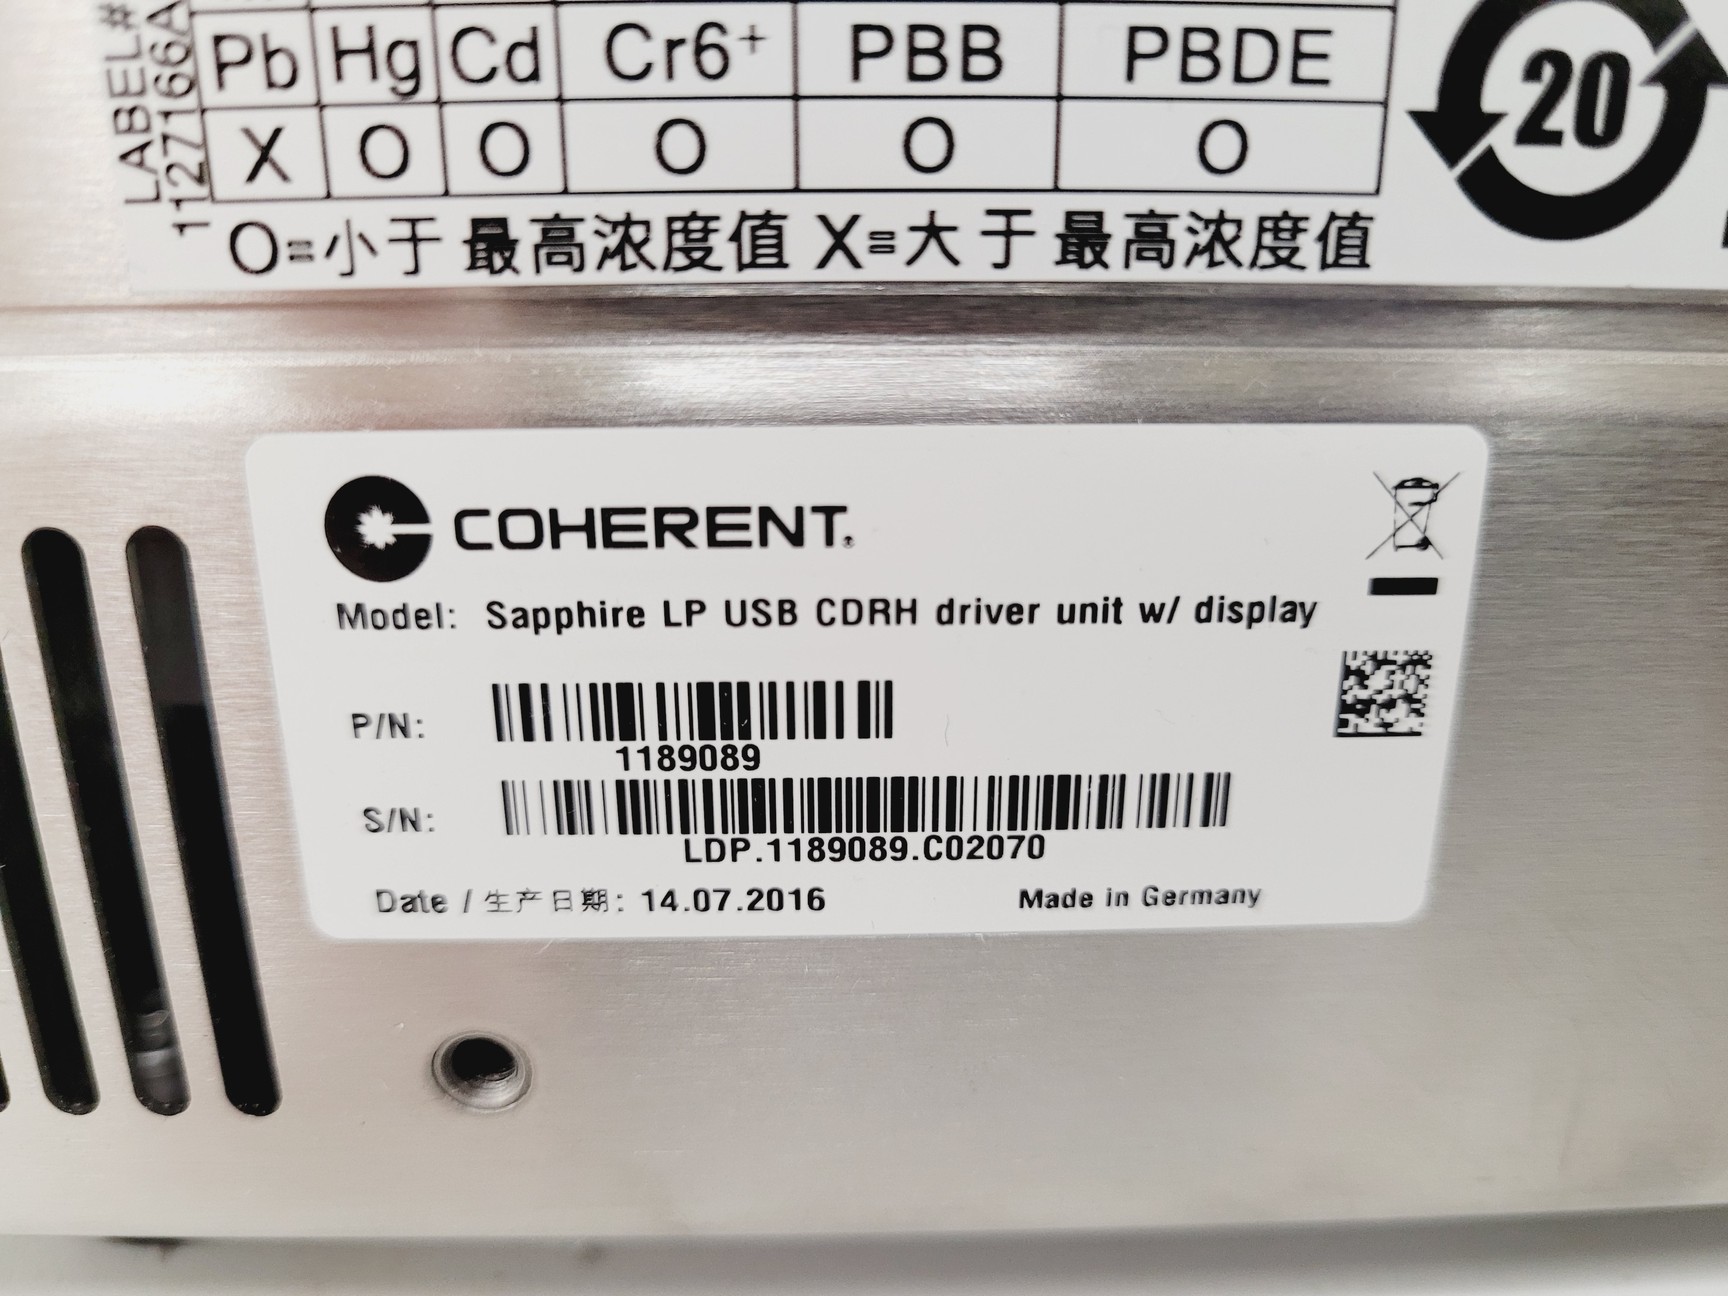 LABEL#
1127166A
Pb Hg Cd Cr6+ PBB PBDE
X O O O O O
O=小于 最高浓度值 X=大于 最高浓度值
20
COHERENT®
Model: Sapphire LP USB CDRH driver unit w/ display
P/N:
1189089
S/N:
LDP.1189089.C02070
Date / 生产日期: 14.07.2016 Made in Germany